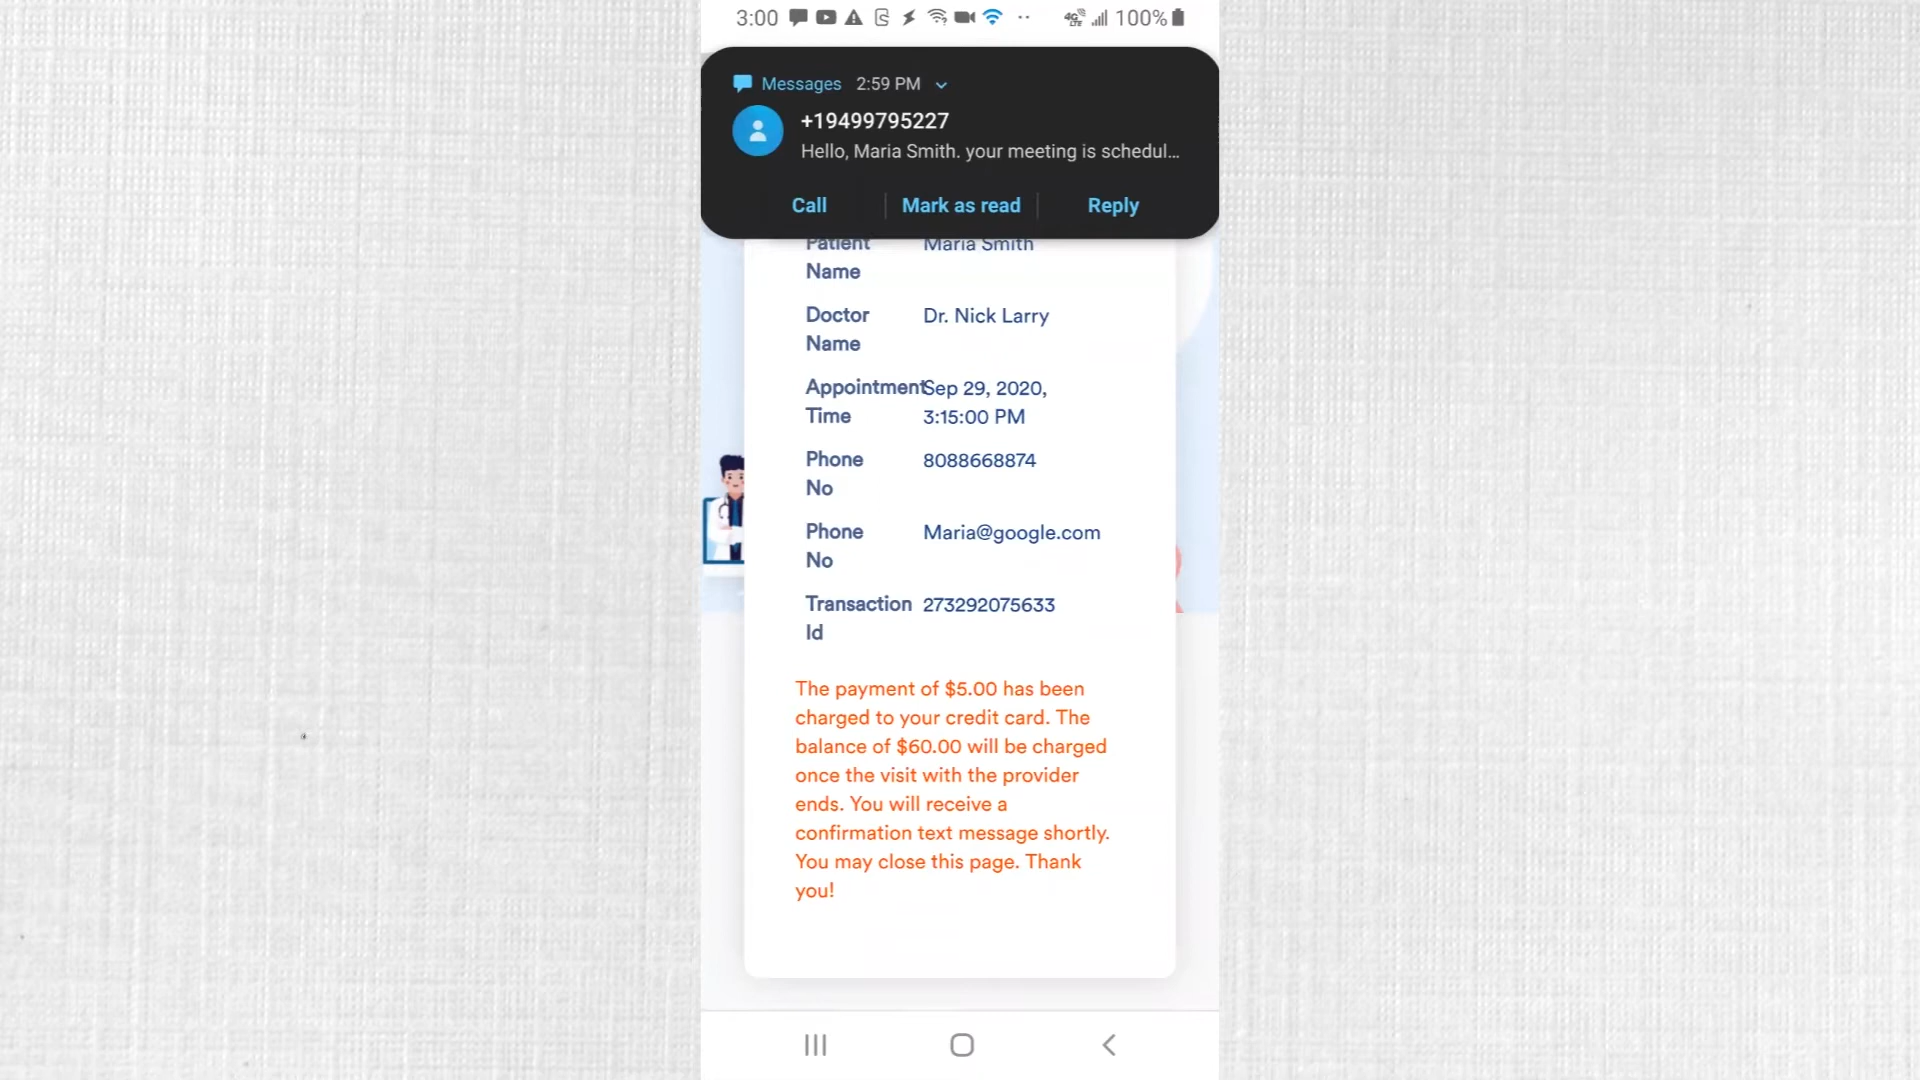 3:00 4G LTE 100%
Messages 2:59 PM
+19499795227
Hello, Maria Smith. your meeting is schedul...
Call Mark as read Reply
Patient Maria Smith
Name
Doctor Dr. Nick Larry
Name
Appointment Sep 29, 2020,
Time 3:15:00 PM
Phone 8088668874
No
Phone Maria@google.com
No
Transaction 273292075633
Id
The payment of $5.00 has been
charged to your credit card. The
balance of $60.00 will be charged
once the visit with the provider
ends. You will receive a
confirmation text message shortly.
You may close this page. Thank
you!